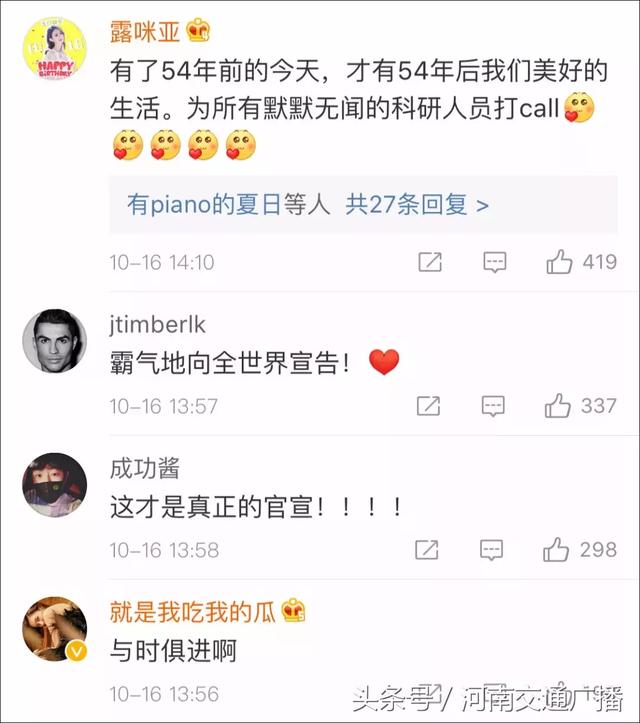 HAPPY
BIRTHDAY
露咪亚
有了54年前的今天，才有54年后我们美好的
生活。为所有默默无闻的科研人员打call
有piano的夏日等人 共27条回复 >
10-16 14:10
419
jtimberlk
霸气地向全世界宣告！
10-16 13:57
337
成功酱
这才是真正的官宣！！！！
10-16 13:58
298
就是我吃我的瓜
与时俱进啊
10-16 13:56
头条号 / 河南交通广播